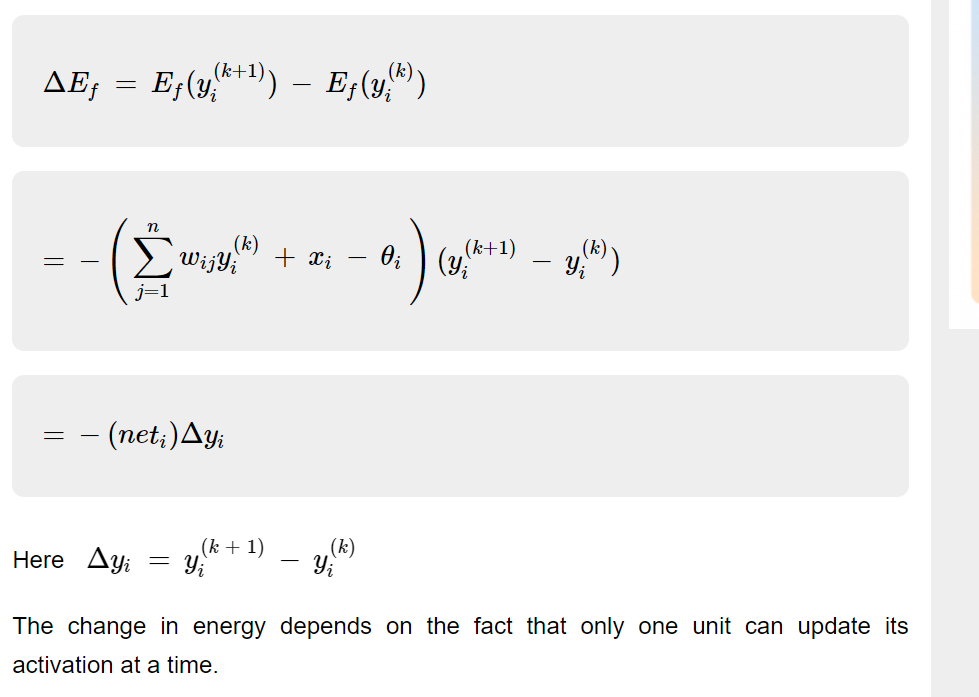 ΔE_f = E_f(y_i^{(k+1)}) − E_f(y_i^{(k)})
= −(∑_{j=1}^{n} w_{ij}y_i^{(k)} + x_i − θ_i)(y_i^{(k+1)} − y_i^{(k)})
= −(net_i)Δy_i
Here Δy_i = y_i^{(k + 1)} − y_i^{(k)}
The change in energy depends on the fact that only one unit can update its
activation at a time.